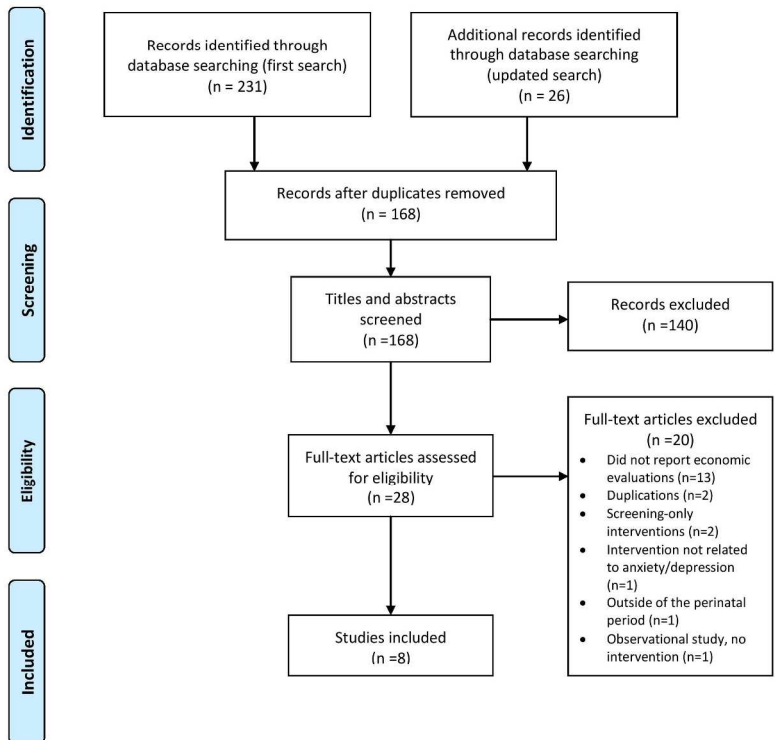 Identification
Records identified through
database searching (first search)
(n = 231)
Additional records identified
through database searching
(updated search)
(n = 26)
Records after duplicates removed
(n = 168)
Screening
Titles and abstracts
screened
(n =168)
Records excluded
(n =140)
Eligibility
Full-text articles assessed
for eligibility
(n =28)
Full-text articles excluded
(n =20)
• Did not report economic
evaluations (n=13)
• Duplications (n=2)
• Screening-only
interventions (n=2)
• Intervention not related
to anxiety/depression
(n=1)
• Outside of the perinatal
period (n=1)
• Observational study, no
intervention (n=1)
Included
Studies included
(n =8)